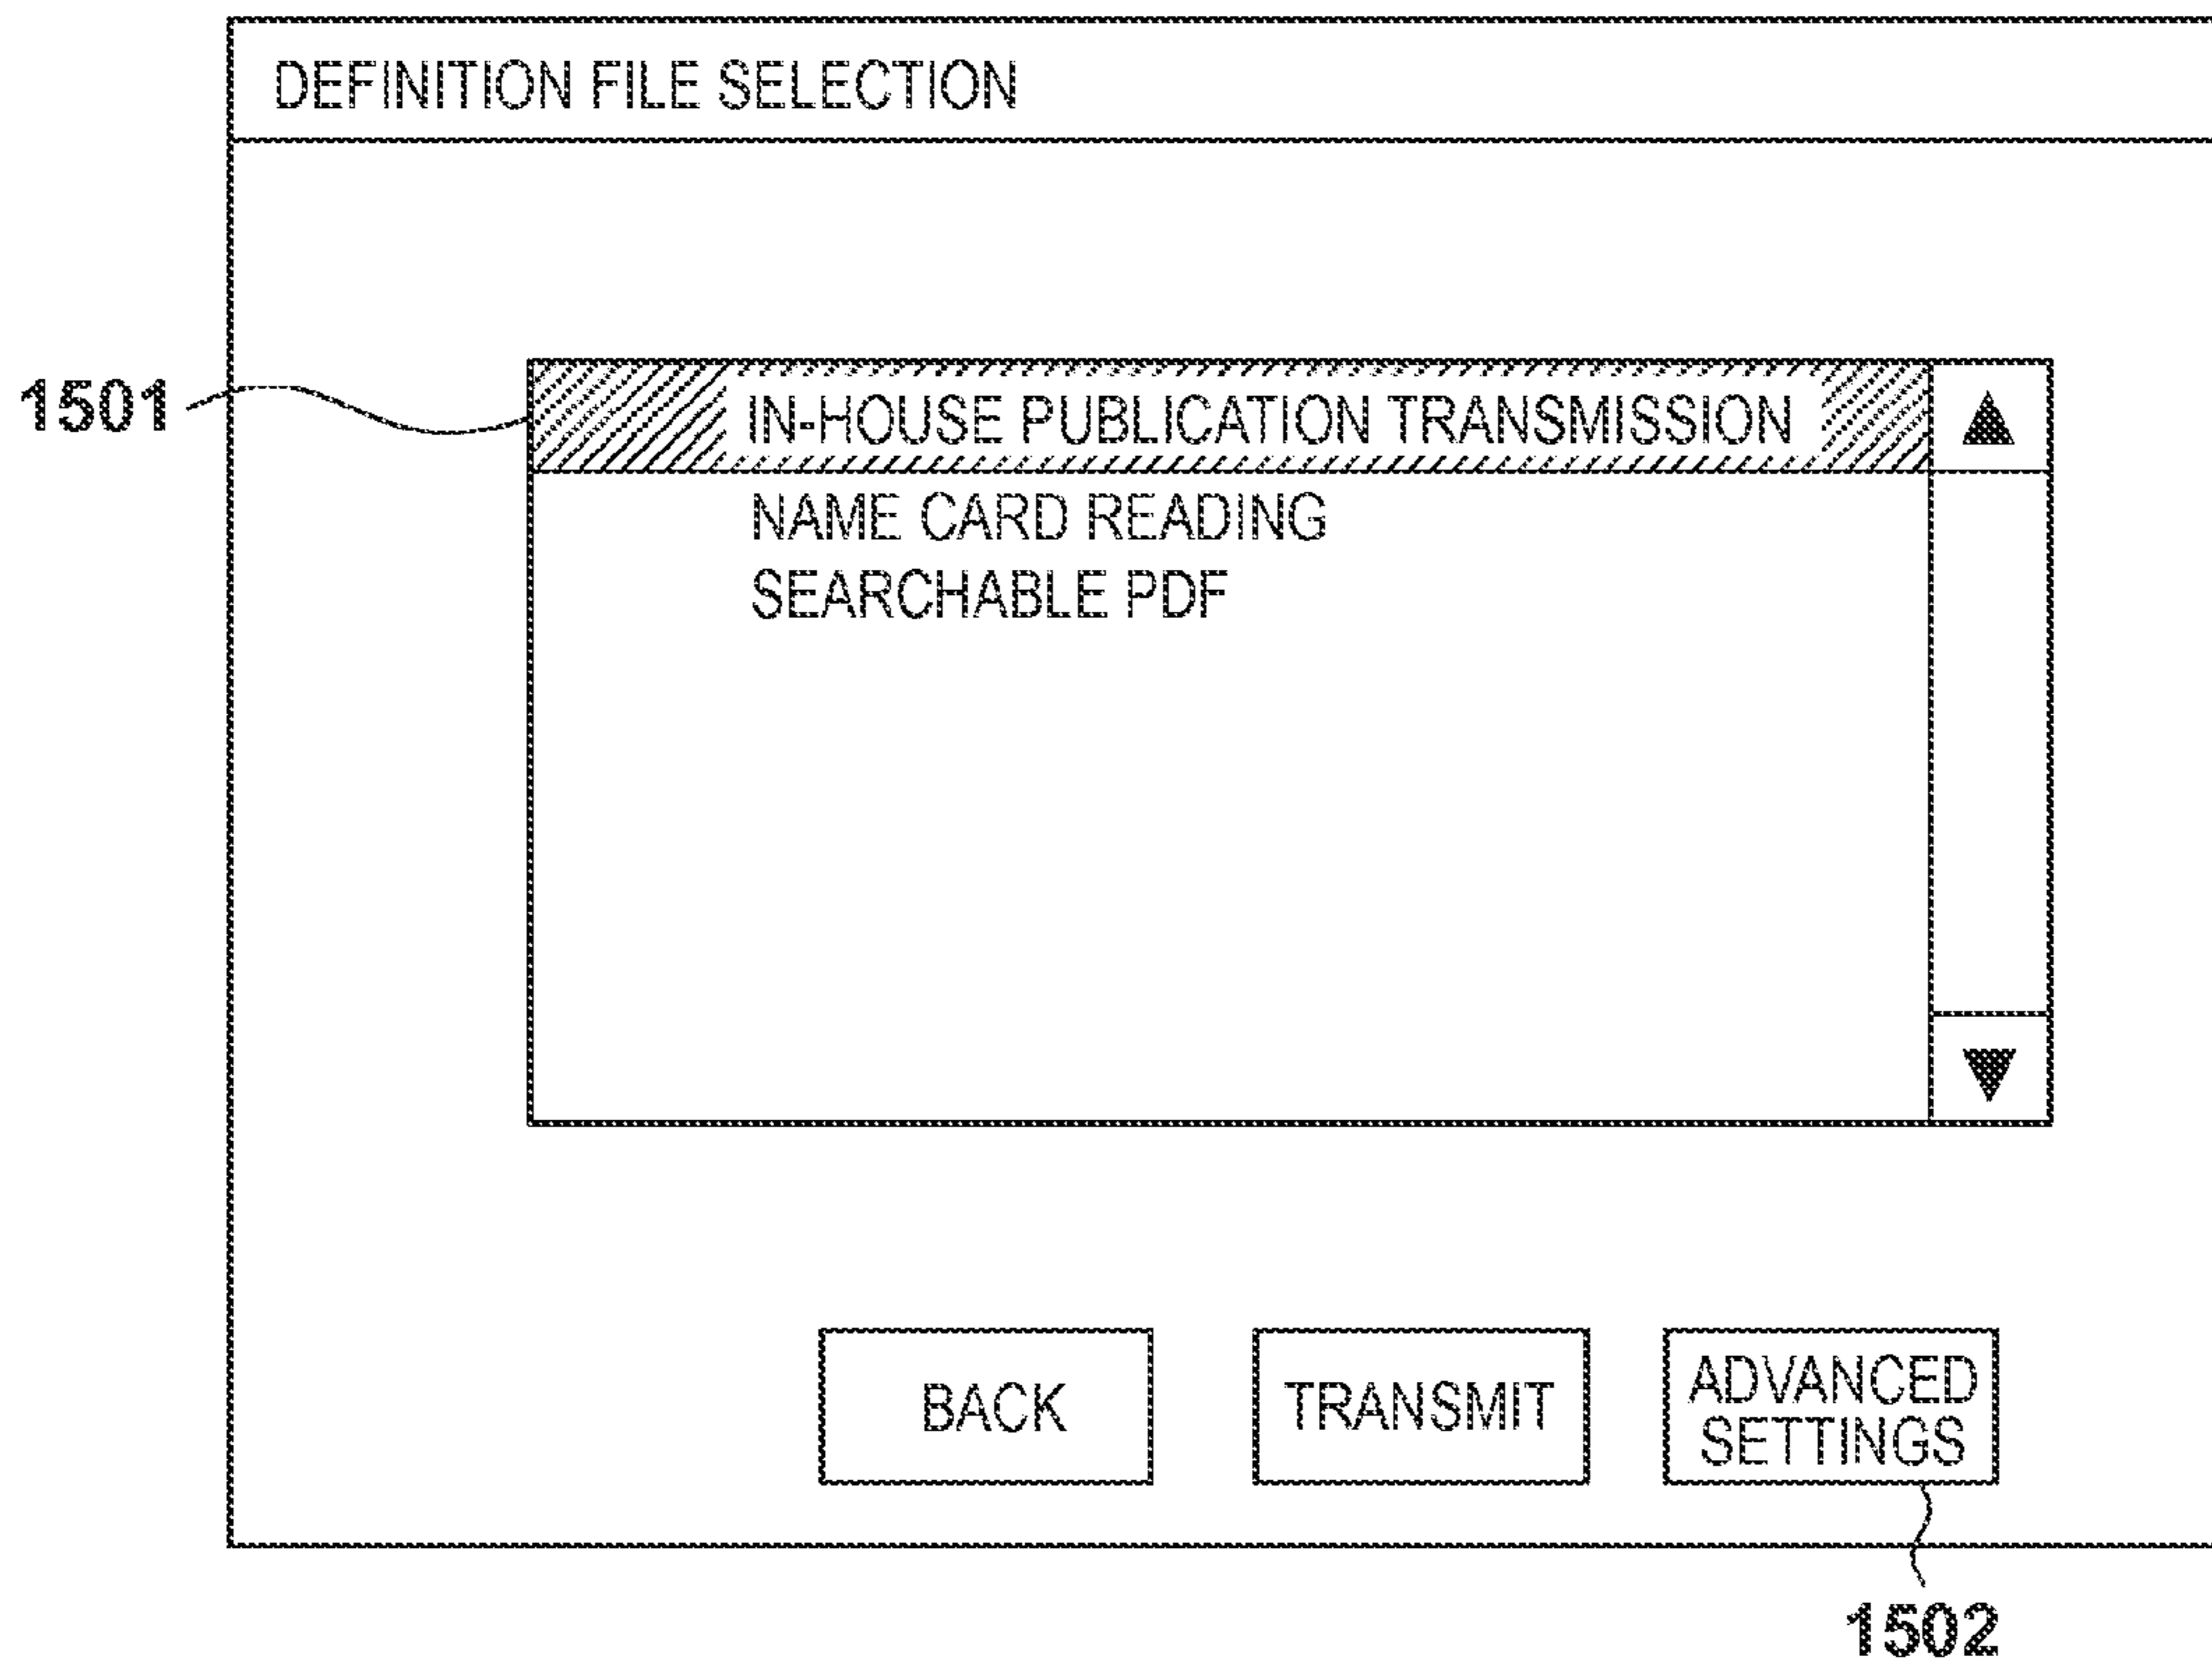 DEFINITION FILE SELECTION
1501
IN-HOUSE PUBLICATION TRANSMISSION
NAME CARD READING
SEARCHABLE PDF
BACK
TRANSMIT
ADVANCED
SETTINGS
1502